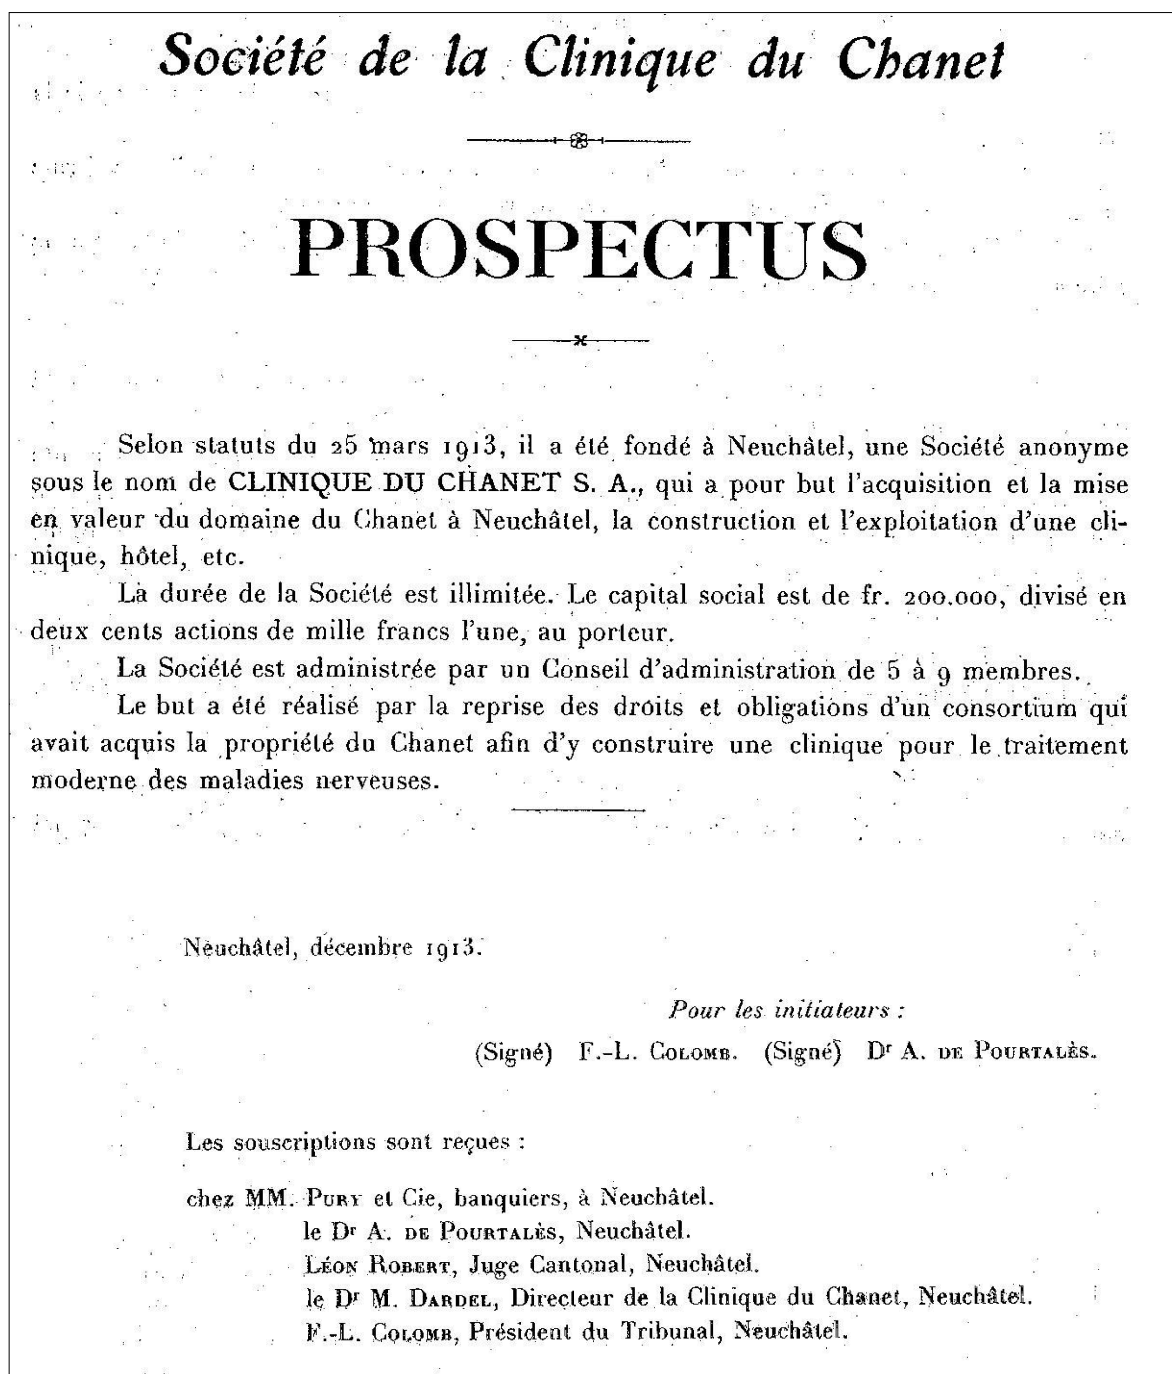 Société de la Clinique du Chanet
PROSPECTUS
Selon statuts du 25 mars 1913, il a été fondé à Neuchâtel, une Société anonyme
sous le nom de CLINIQUE DU CHANET S. A., qui a pour but l'acquisition et la mise
en valeur du domaine du Chanet à Neuchâtel, la construction et l'exploitation d'une cli-
nique, hôtel, etc.
La durée de la Société est illimitée. Le capital social est de fr. 200.000, divisé en
deux cents actions de mille francs l'une, au porteur.
La Société est administrée par un Conseil d'administration de 5 à 9 membres.
Le but a été réalisé par la reprise des droits et obligations d'un consortium qui
avait acquis la propriété du Chanet afin d'y construire une clinique pour le traitement
moderne des maladies nerveuses.
Neuchâtel, décembre 1913.
Pour les initiateurs :
(Signé) F.-L. COLOMB. (Signé) Dr A. DE POURTALÈS.
Les souscriptions sont reçues :
chez MM. PURY et Cie, banquiers, à Neuchâtel.
le Dr A. DE POURTALÈS, Neuchâtel.
LÉON ROBERT, Juge Cantonal, Neuchâtel.
le Dr M. DARDEL, Directeur de la Clinique du Chanet, Neuchâtel.
F.-L. COLOMB, Président du Tribunal, Neuchâtel.